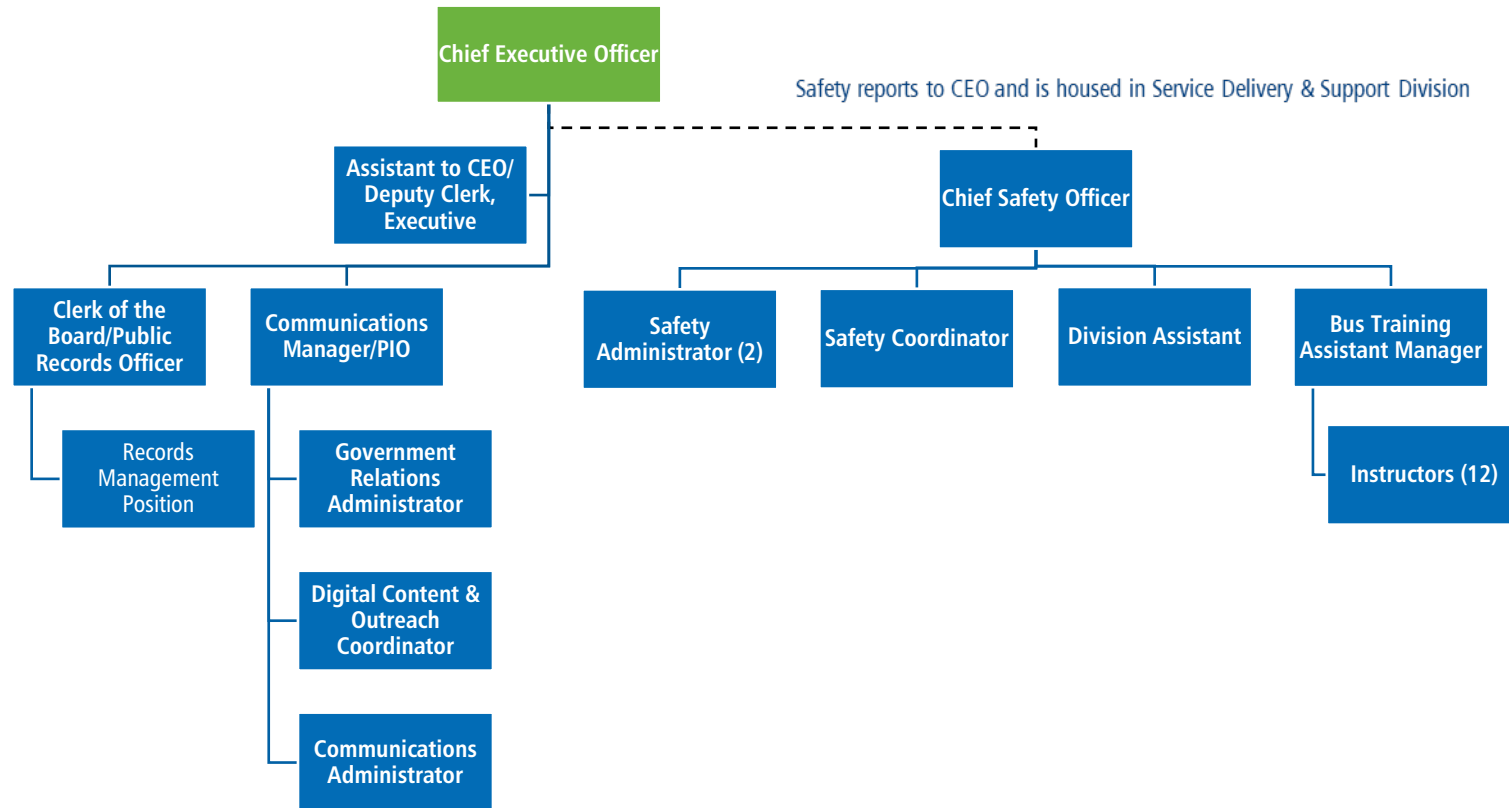 Chief Executive Officer
Safety reports to CEO and is housed in Service Delivery & Support Division
Assistant to CEO/
Deputy Clerk,
Executive
Chief Safety Officer
Clerk of the
Board/Public
Records Officer
Communications
Manager/PIO
Safety
Administrator (2)
Safety Coordinator
Division Assistant
Bus Training
Assistant Manager
Records
Management
Position
Government
Relations
Administrator
Instructors (12)
Digital Content &
Outreach
Coordinator
Communications
Administrator